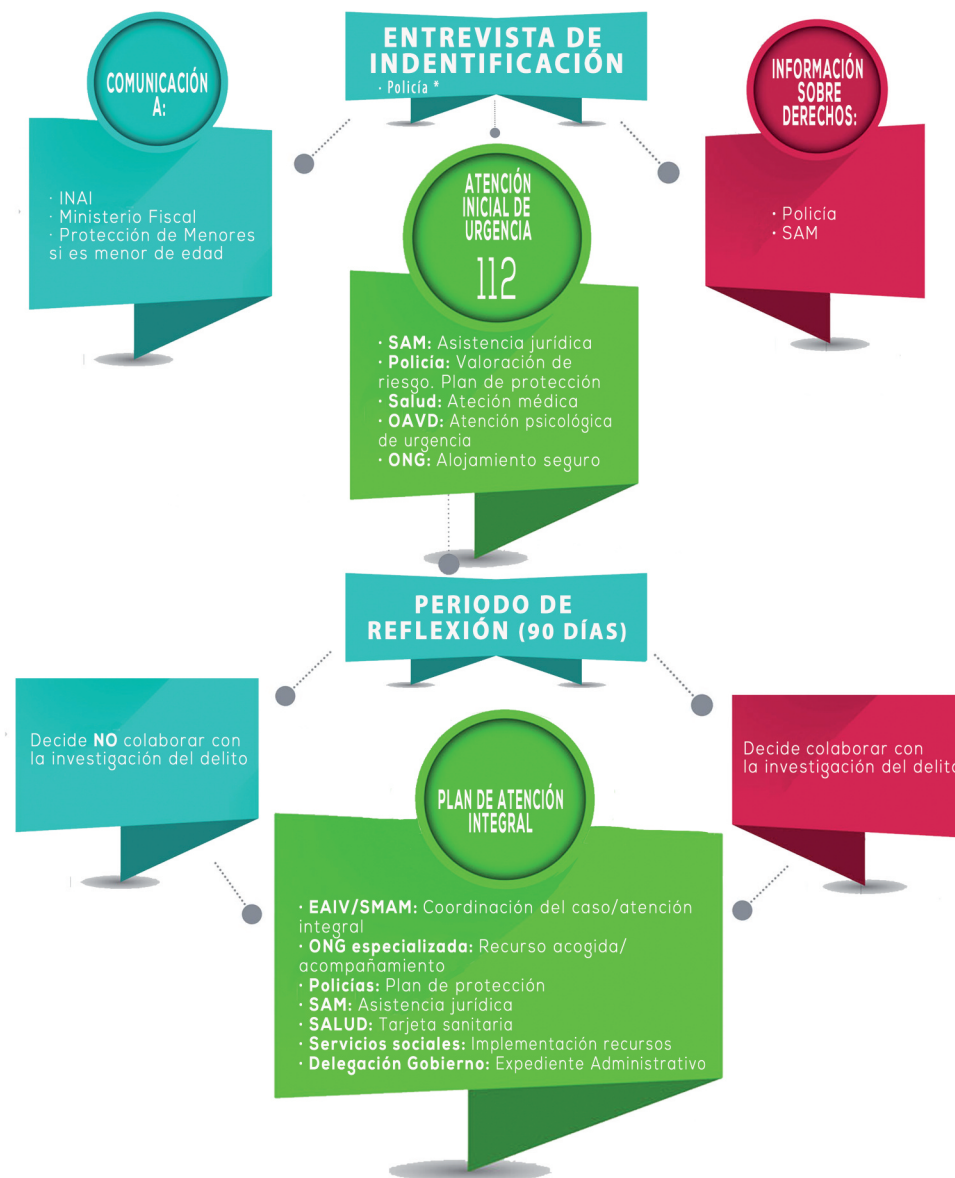 ENTREVISTA DE
INDENTIFICACIÓN
· Policía *
COMUNICACIÓN
A:
· INAI
· Ministerio Fiscal
· Protección de Menores
si es menor de edad
INFORMACIÓN
SOBRE
DERECHOS:
· Policía
· SAM
ATENCIÓN
INICIAL DE
URGENCIA
112
· SAM: Asistencia jurídica
· Policía: Valoración de
riesgo. Plan de protección
· Salud: Ateción médica
· OAVD: Atención psicológica
de urgencia
· ONG: Alojamiento seguro
PERIODO DE
REFLEXIÓN (90 DÍAS)
Decide NO colaborar con
la investigación del delito
Decide colaborar con
la investigación del delito
PLAN DE ATENCIÓN
INTEGRAL
· EAIV/SMAM: Coordinación del caso/atención
integral
· ONG especializada: Recurso acogida/
acompañamiento
· Policías: Plan de protección
· SAM: Asistencia jurídica
· SALUD: Tarjeta sanitaria
· Servicios sociales: Implementación recursos
· Delegación Gobierno: Expediente Administrativo